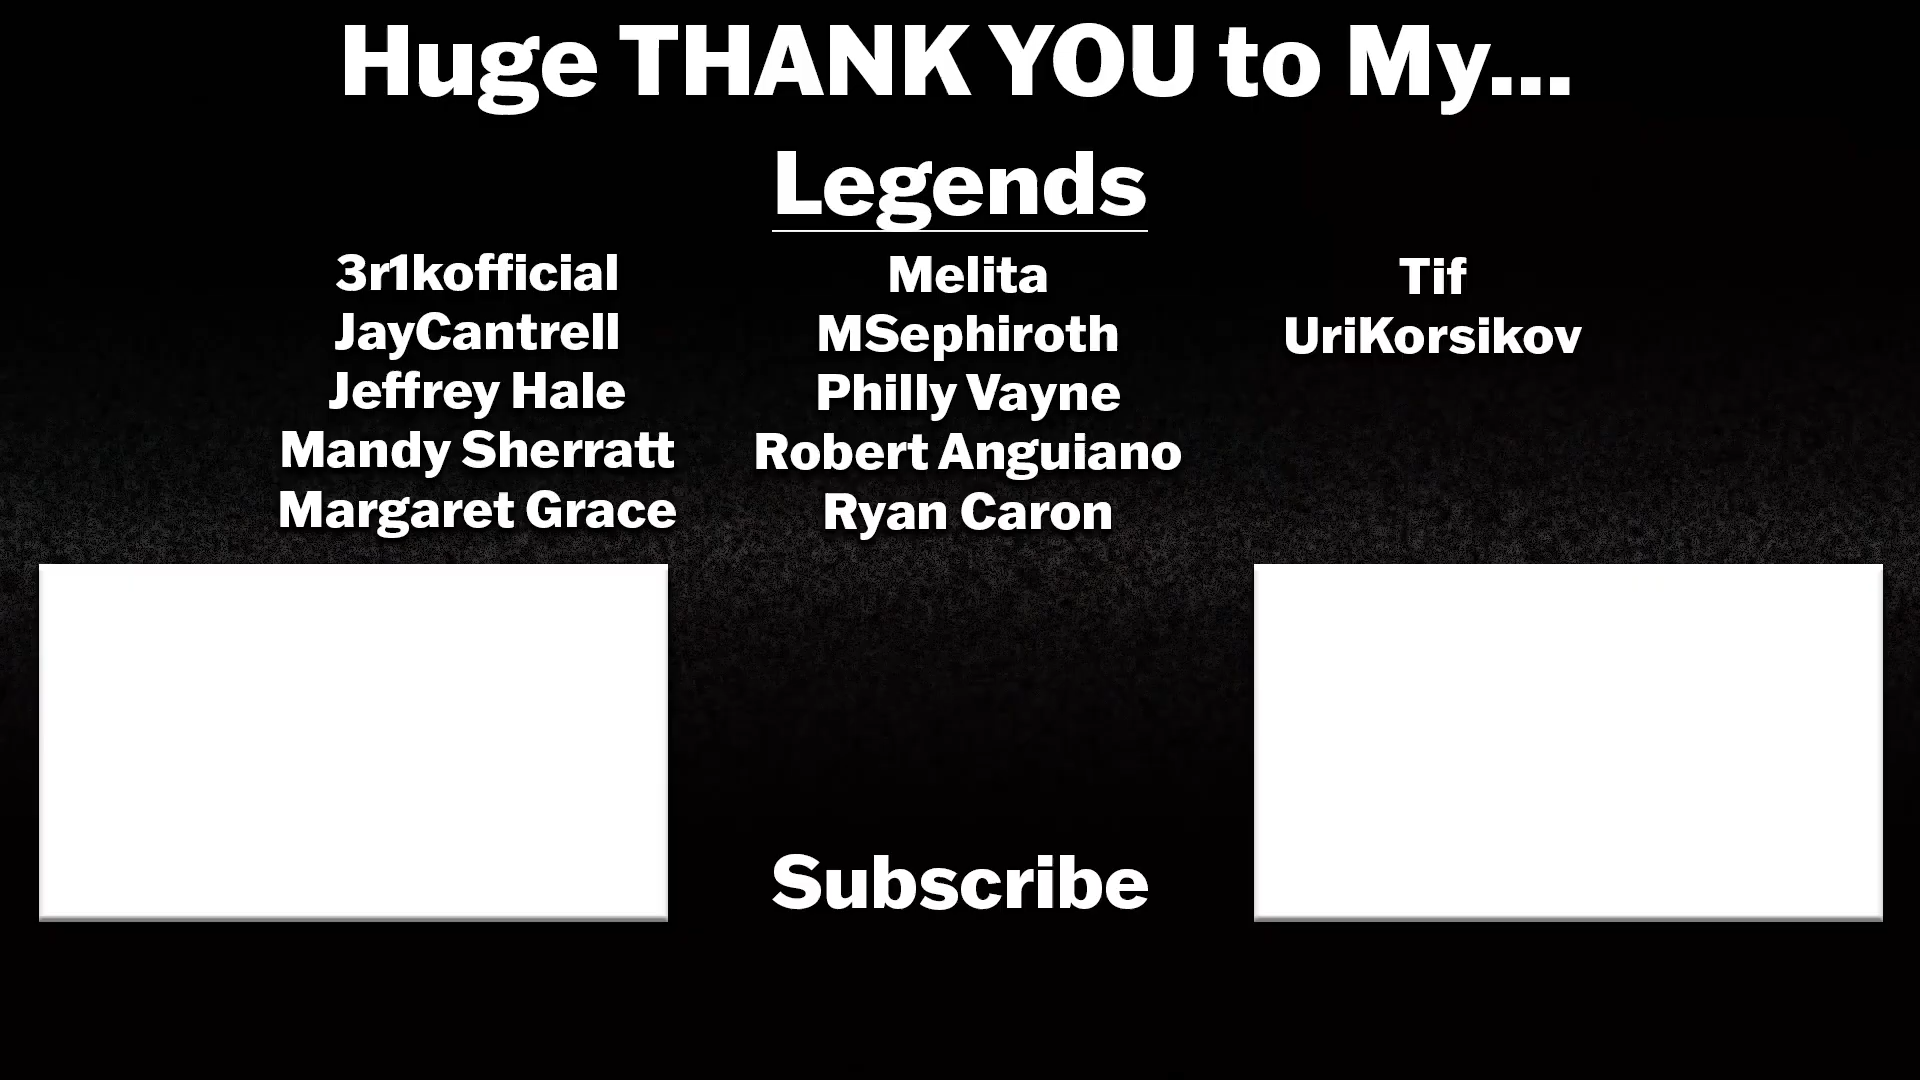 Huge THANK YOU to My...
Legends
3r1kofficial
JayCantrell
Jeffrey Hale
Mandy Sherratt
Margaret Grace
Melita
MSephiroth
Philly Vayne
Robert Anguiano
Ryan Caron
Tif
UriKorsikov
Subscribe